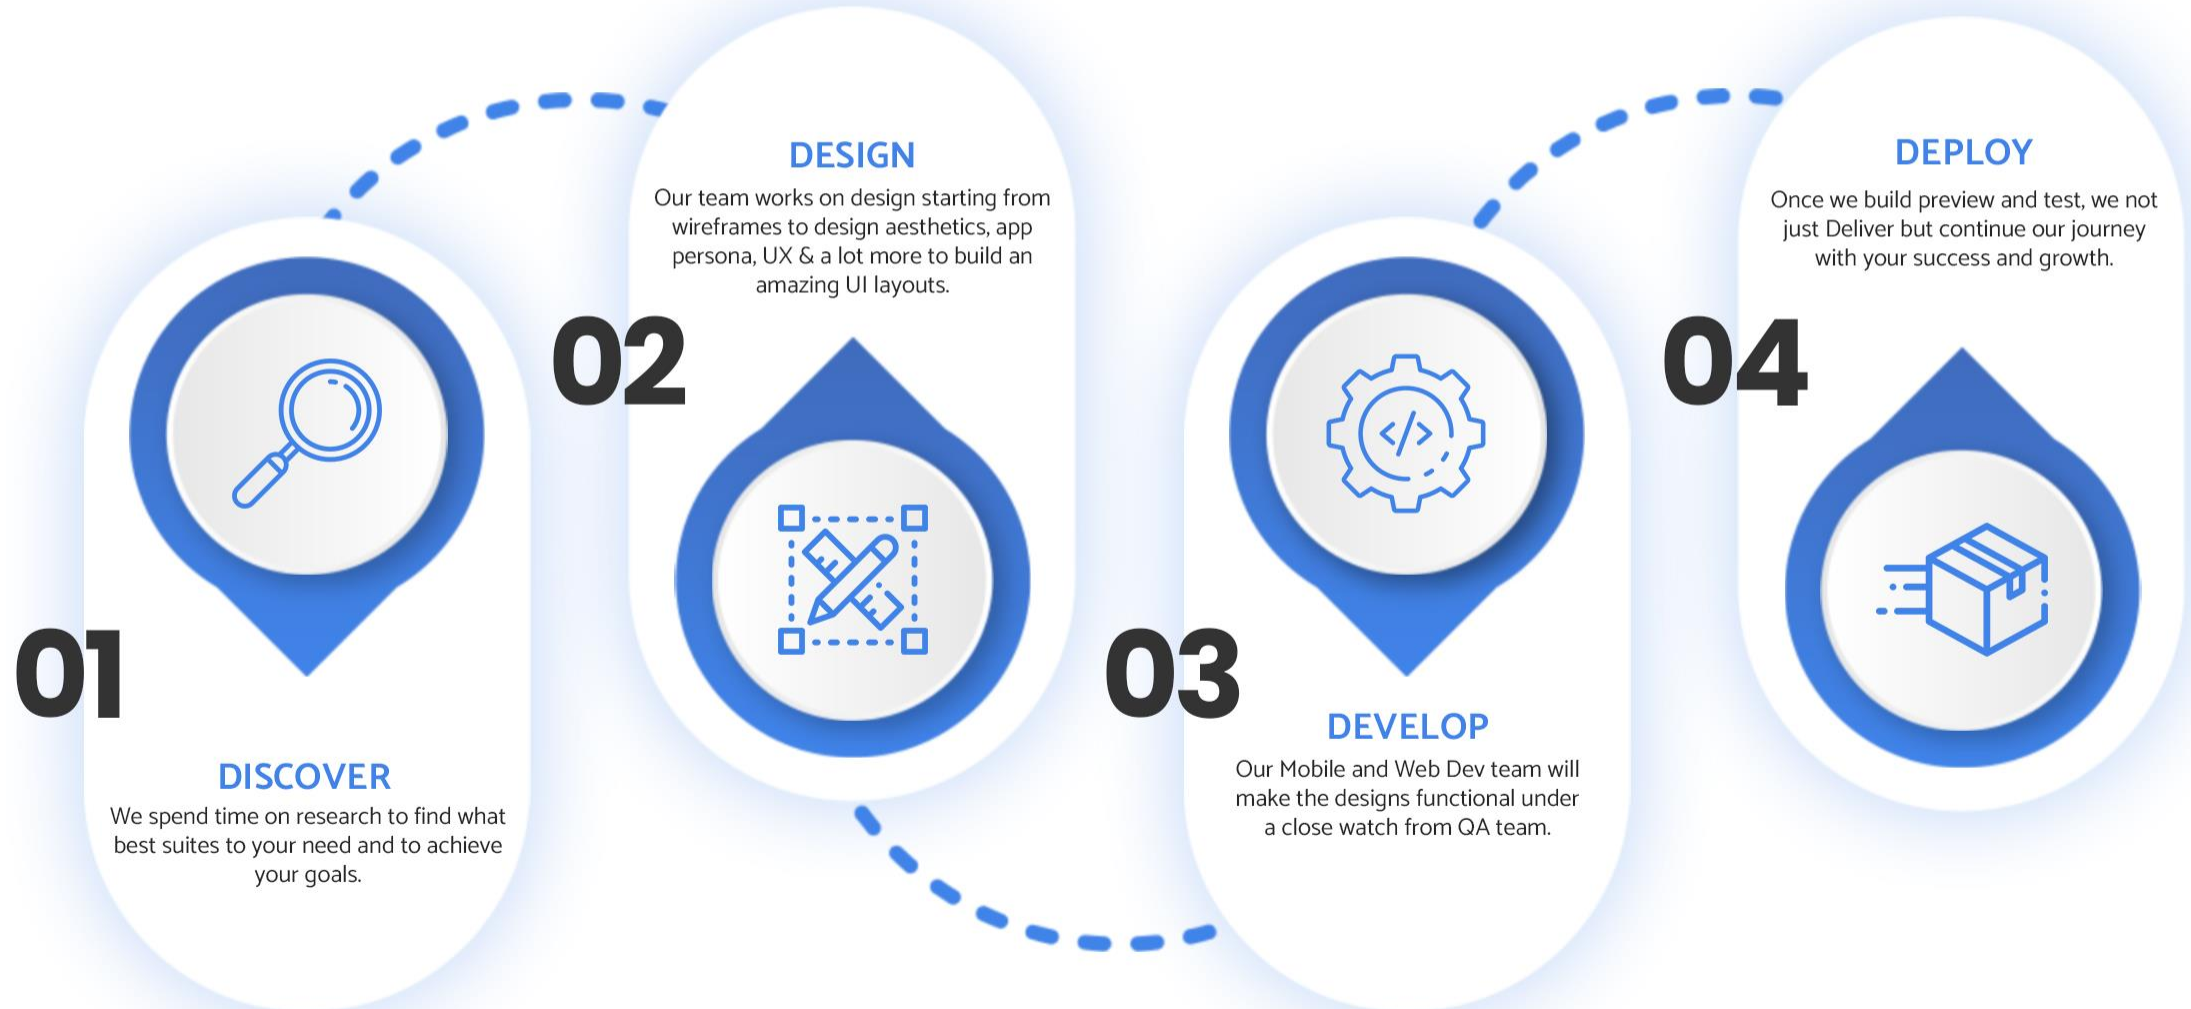 01
DISCOVER
We spend time on research to find what
best suites to your need and to achieve
your goals.
02
DESIGN
Our team works on design starting from
wireframes to design aesthetics, app
persona, UX & a lot more to build an
amazing UI layouts.
03
DEVELOP
Our Mobile and Web Dev team will
make the designs functional under
a close watch from QA team.
04
DEPLOY
Once we build preview and test, we not
just Deliver but continue our journey
with your success and growth.